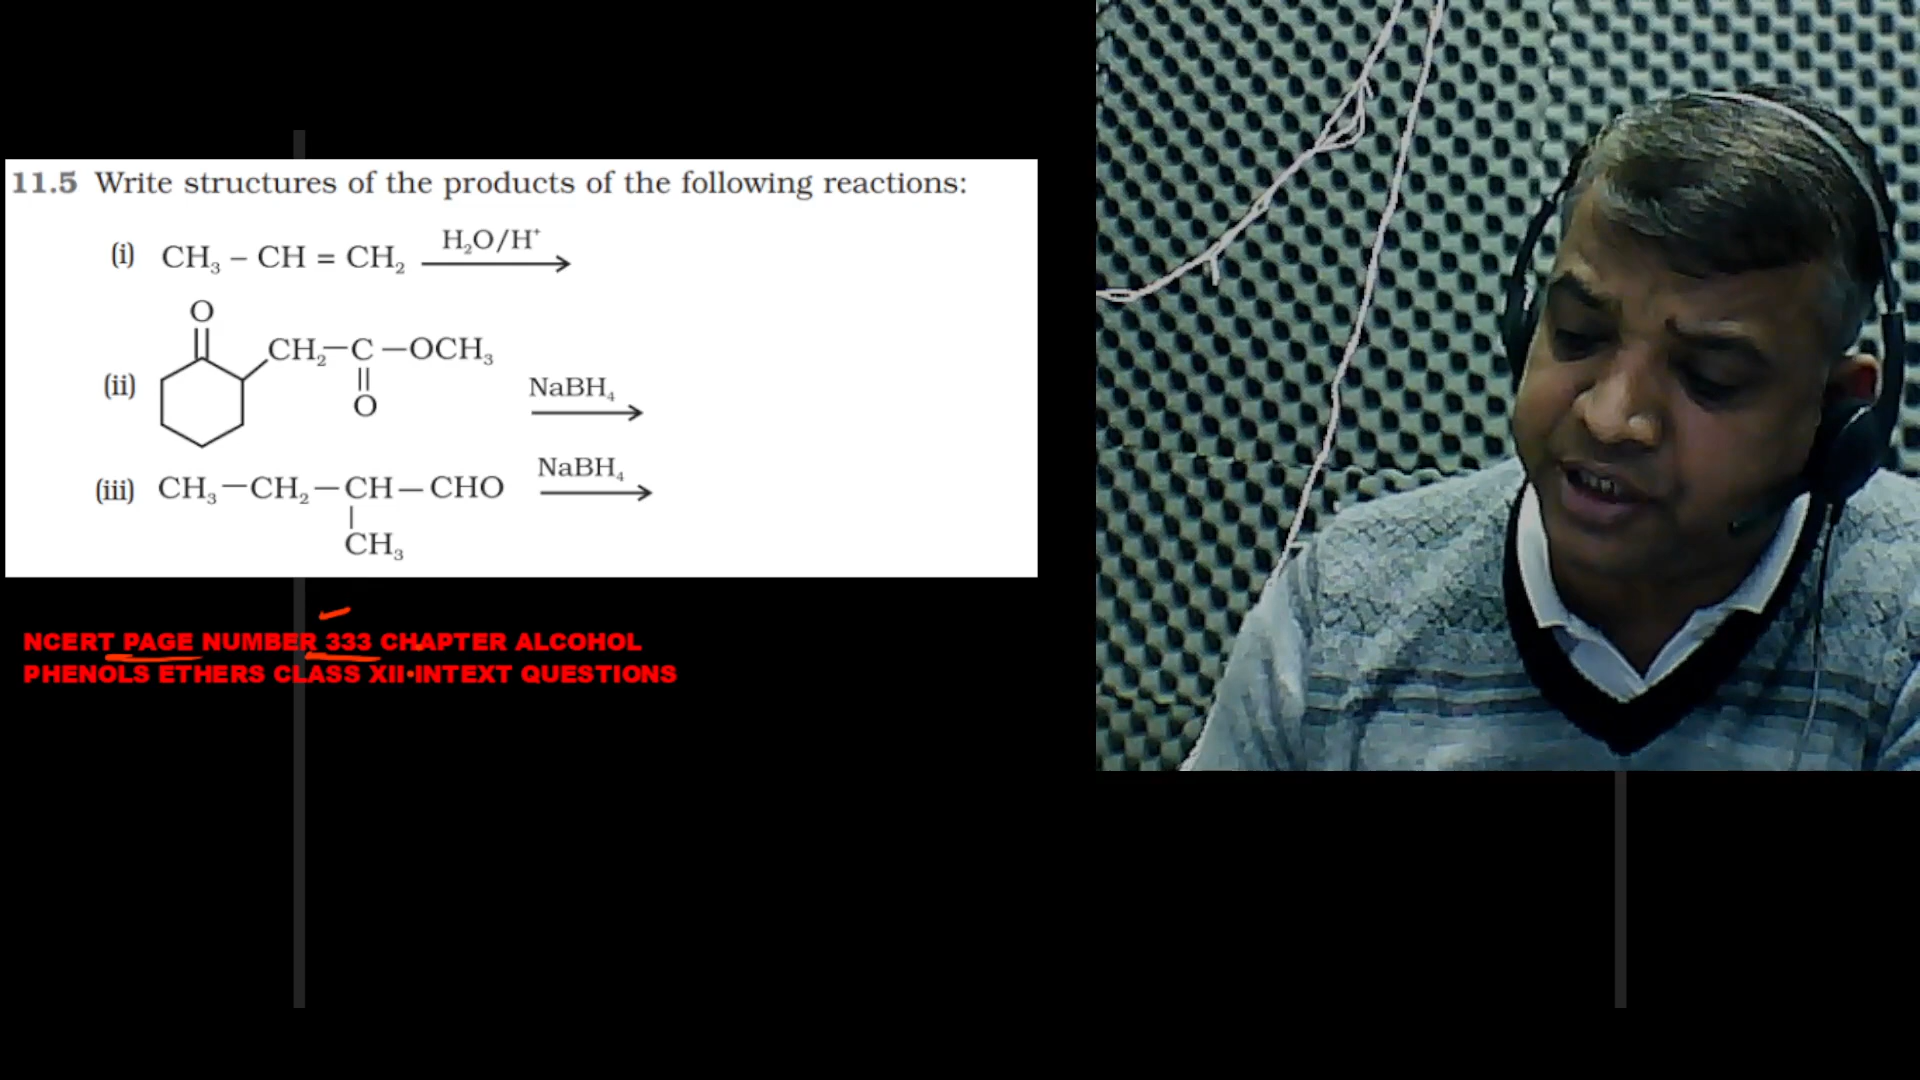 11.5 Write structures of the products of the following reactions:
(i) CH₃ – CH = CH₂ H₂O/H⁺
O
CH₂—C—OCH₃
(ii) NaBH₄
O
(iii) CH₃—CH₂—CH—CHO NaBH₄
CH₃
NCERT PAGE NUMBER 333 CHAPTER ALCOHOL
PHENOLS ETHERS CLASS XII•INTEXT QUESTIONS